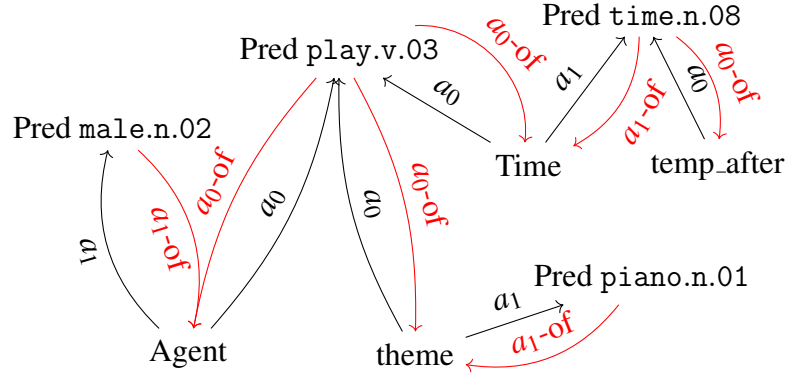 Pred time.n.08
Pred play.v.03
a0-of
a1
a1-of
a0
a0-of
a0
Pred male.n.02
Time
temp_after
a1
a1-of
a0-of
a0
a0
a0-of
Pred piano.n.01
a1
a1-of
Agent
theme